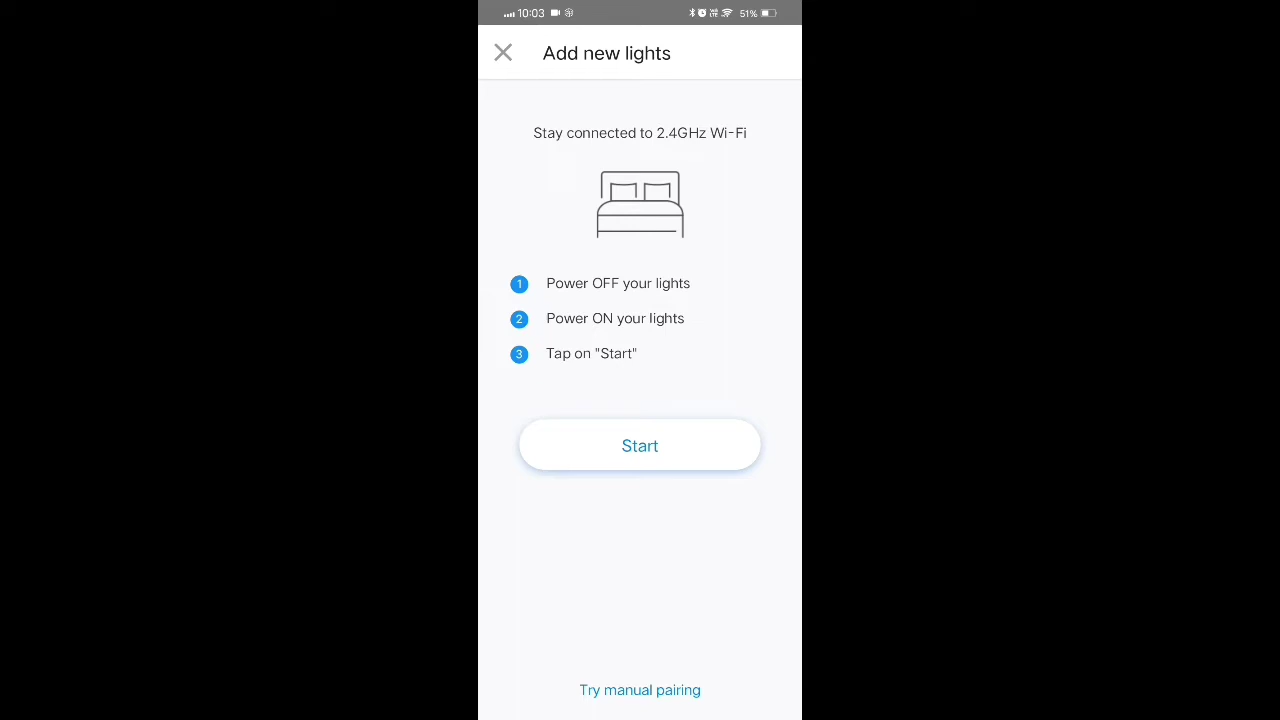 10:03 51%
Add new lights
Stay connected to 2.4GHz Wi-Fi
1 Power OFF your lights
2 Power ON your lights
3 Tap on "Start"
Start
Try manual pairing